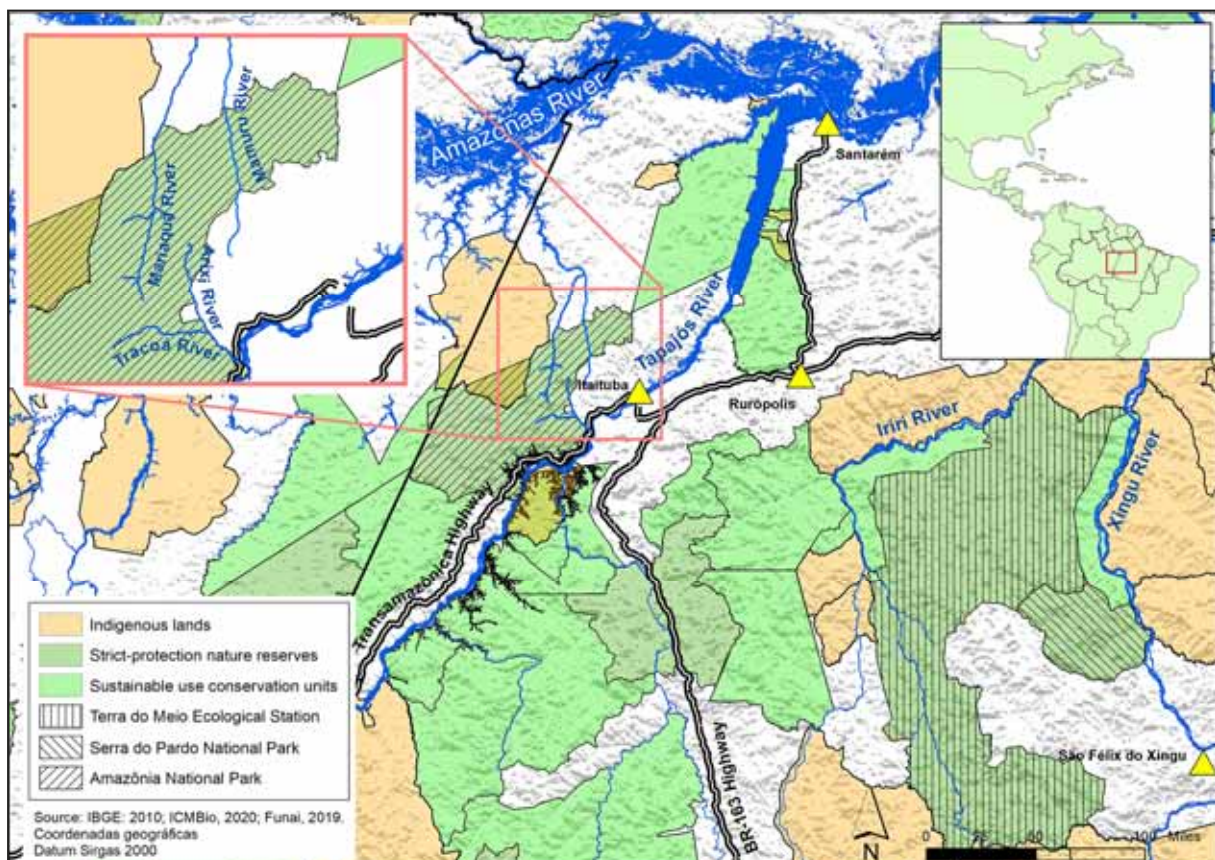 Amazonas River
Mamuru River
Mariaquã River
Arixi River
Tracoá River
Santarém
Tapajós River
Itaituba
Rurópolis
Iriri River
Xingu River
Transamazônica Highway
BR-163 Highway
São Félix do Xingu
Indigenous lands
Strict-protection nature reserves
Sustainable use conservation units
Terra do Meio Ecological Station
Serra do Pardo National Park
Amazônia National Park
Source: IBGE: 2010; ICMBio, 2020; Funai, 2019.
Coordenadas geográficas
Datum Sirgas 2000
N
0 25 50 100 Miles